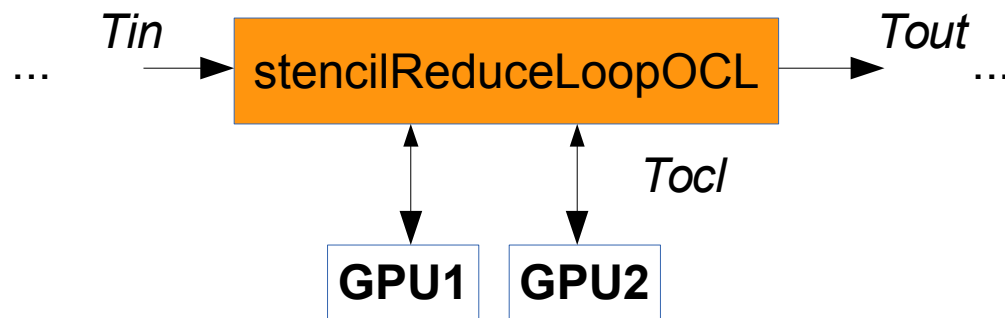 Tin
Tout
...
stencilReduceLoopOCL
...
Tocl
GPU1
GPU2